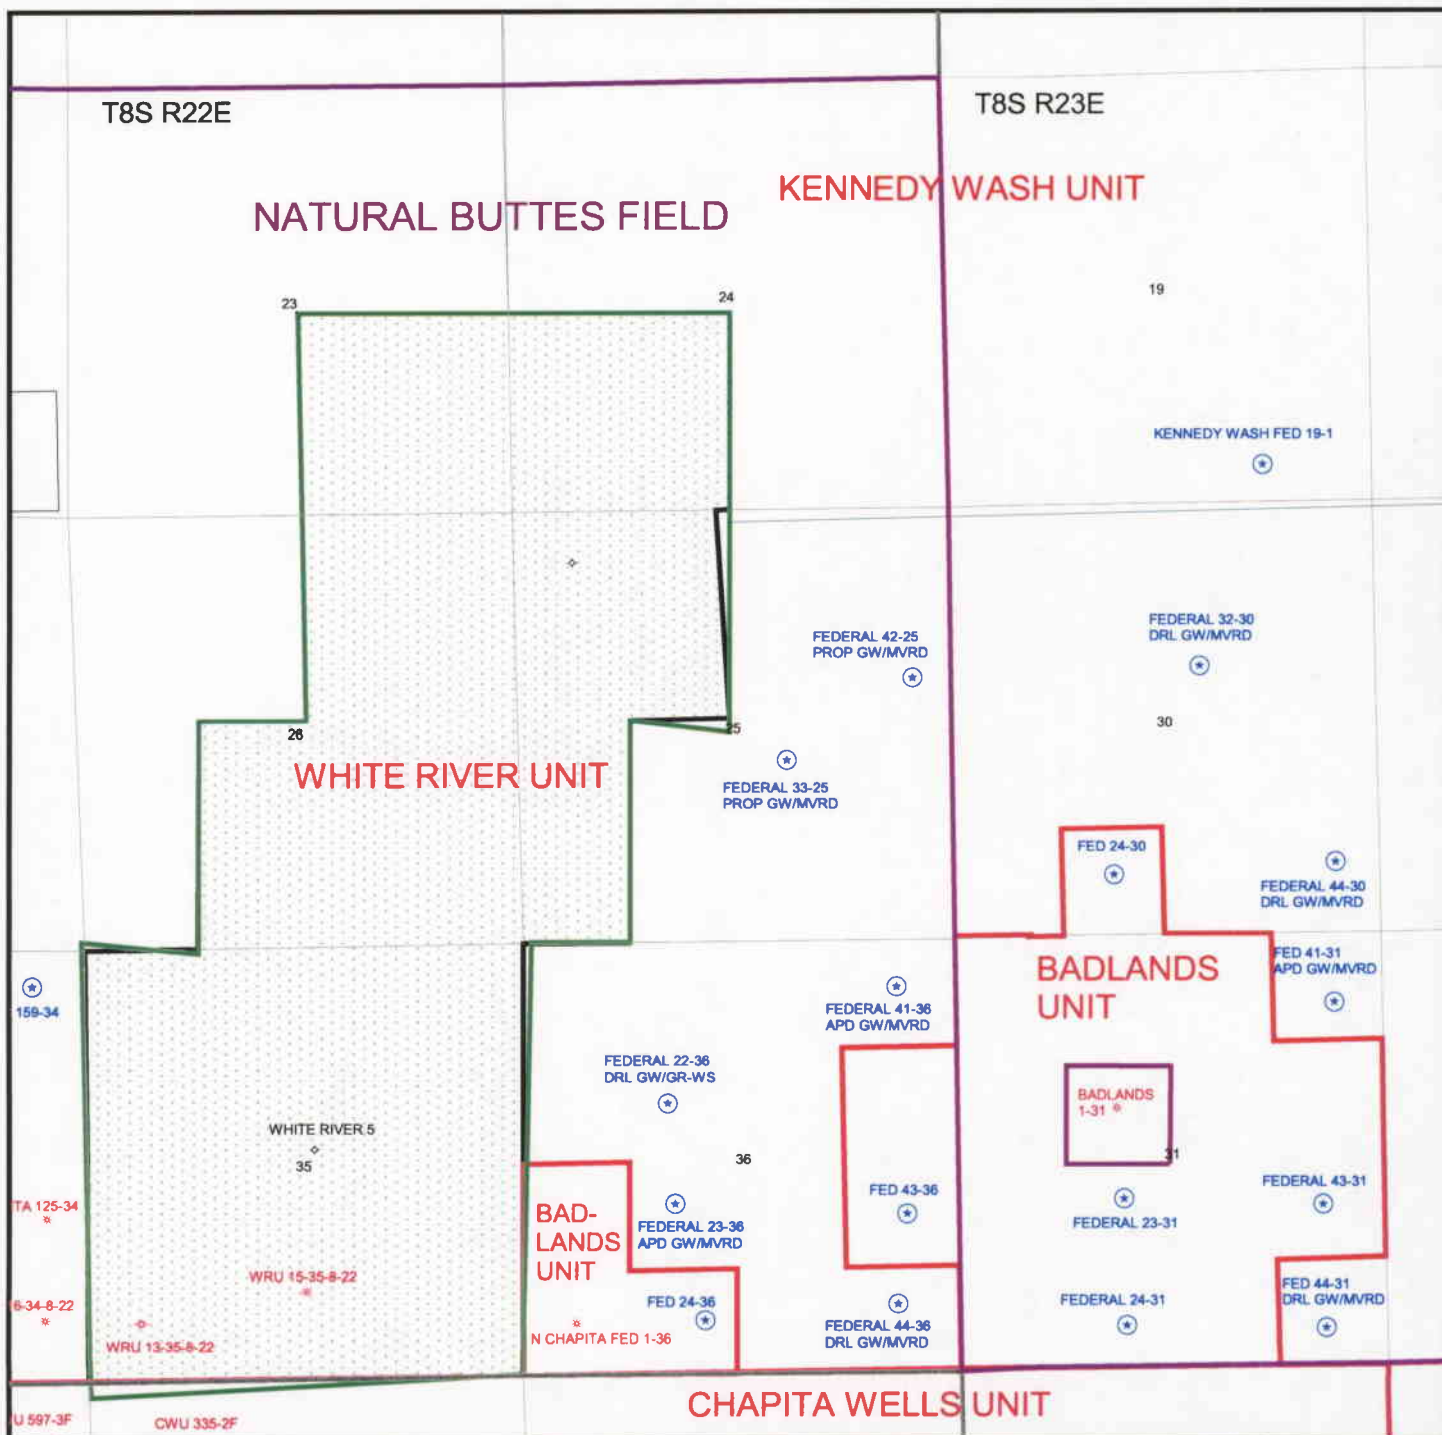 T8S R22E
T8S R23E
KENNEDY WASH UNIT
NATURAL BUTTES FIELD
23
24
19
KENNEDY WASH FED 19-1
FEDERAL 42-25
PROP GW/MVRD
FEDERAL 32-30
DRL GW/MVRD
26
25
30
WHITE RIVER UNIT
FEDERAL 33-25
PROP GW/MVRD
FED 24-30
FEDERAL 44-30
DRL GW/MVRD
FED 41-31
APD GW/MVRD
BADLANDS
UNIT
159-34
FEDERAL 41-36
APD GW/MVRD
FEDERAL 22-36
DRL GW/GR-WS
BADLANDS
1-31
WHITE RIVER 5
35
36
31
FED 43-36
FEDERAL 43-31
TA 125-34
BAD-
LANDS
UNIT
FEDERAL 23-36
APD GW/MVRD
FEDERAL 23-31
WRU 15-35-8-22
6-34-8-22
FED 24-36
FEDERAL 24-31
FED 44-31
DRL GW/MVRD
WRU 13-35-8-22
N CHAPITA FED 1-36
FEDERAL 44-36
DRL GW/MVRD
CHAPITA WELLS UNIT
U 597-3F
CWU 335-2F